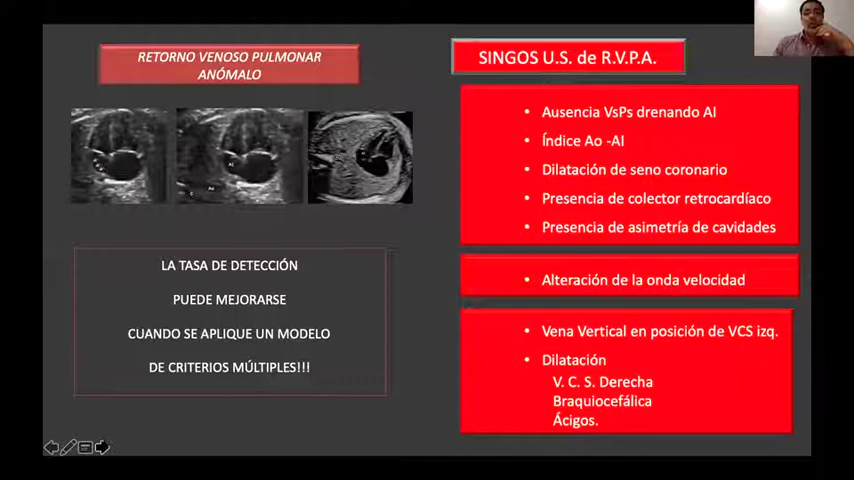 RETORNO VENOSO PULMONAR
ANÓMALO
LA TASA DE DETECCIÓN
PUEDE MEJORARSE
CUANDO SE APLIQUE UN MODELO
DE CRITERIOS MÚLTIPLES!!!
SINGOS U.S. de R.V.P.A.
• Ausencia VsPs drenando AI
• Índice Ao -AI
• Dilatación de seno coronario
• Presencia de colector retrocardíaco
• Presencia de asimetría de cavidades
• Alteración de la onda velocidad
• Vena Vertical en posición de VCS izq.
• Dilatación
V. C. S. Derecha
Braquiocefálica
Ácigos.